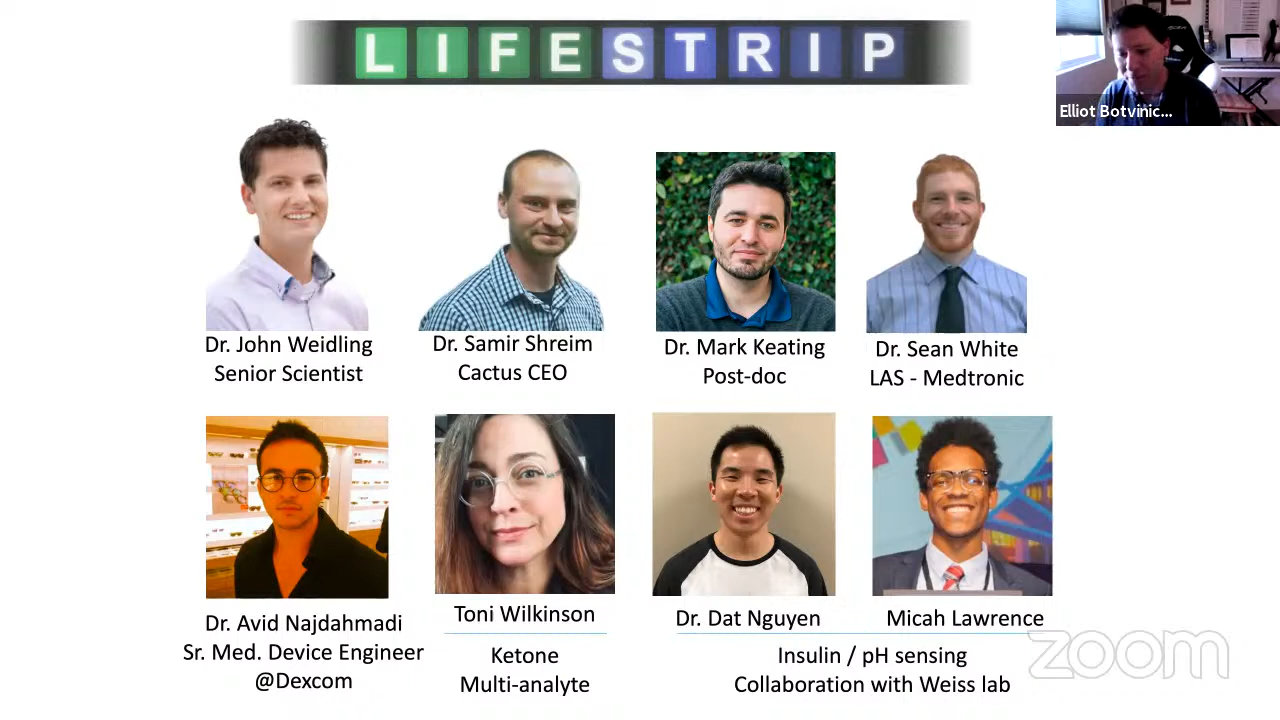 LIFESTRIP
Elliot Botvinic...
Dr. John Weidling
Senior Scientist
Dr. Samir Shreim
Cactus CEO
Dr. Mark Keating
Post-doc
Dr. Sean White
LAS - Medtronic
Dr. Avid Najdahmadi
Sr. Med. Device Engineer
@Dexcom
Toni Wilkinson
Ketone
Multi-analyte
Dr. Dat Nguyen
Micah Lawrence
Insulin / pH sensing
Collaboration with Weiss lab
zoom